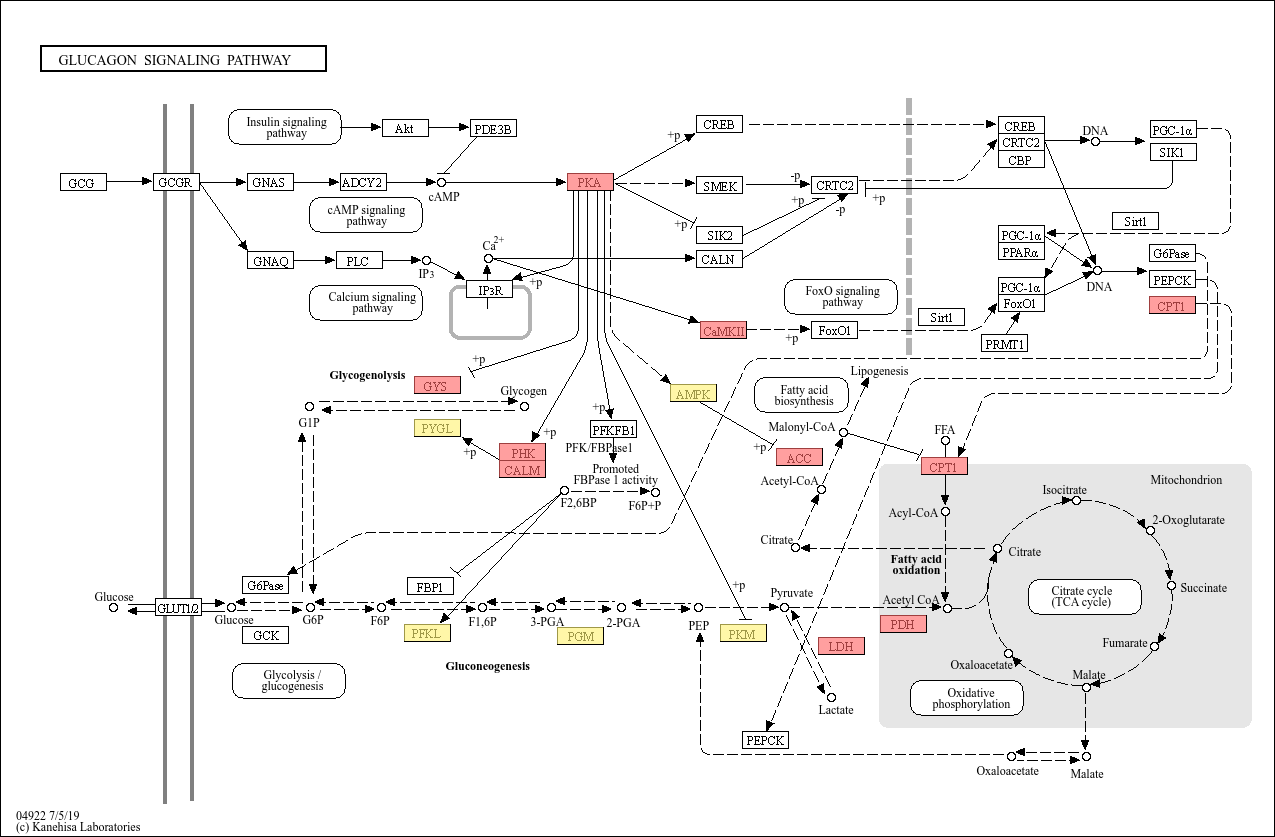 GLUCAGON SIGNALING PATHWAY
Insulin signaling
pathway
Akt
PDE3B
+p
CREB
CREB
CRTC2
CBP
DNA
PGC-1α
SIK1
GCG
GCGR
GNAS
ADCY2
cAMP
PKA
SMEK
-p
+p
-p
CRTC2
+p
cAMP signaling
pathway
+p
SIK2
Sirt1
PGC-1α
PPARα
GNAQ
PLC
IP3
Ca2+
CALN
G6Pase
PEPCK
CPT1
DNA
Calcium signaling
pathway
IP3R
+p
FoxO signaling
pathway
PGC-1α
FoxO1
CaMKII
+p
FoxO1
Sirt1
PRMT1
+p
Glycogenolysis
GYS
Glycogen
G1P
PYGL
+p
PHK
CALM
+p
+p
PFKFB1
PFK/FBPase1
Promoted
FBPase 1 activity
F2,6BP
F6P+P
AMPK
Fatty acid
biosynthesis
Lipogenesis
Malonyl-CoA
+p
ACC
Acetyl-CoA
Citrate
FFA
CPT1
Mitochondrion
Acyl-CoA
Fatty acid
oxidation
Isocitrate
2-Oxoglutarate
Citrate
Succinate
Citrate cycle
(TCA cycle)
Fumarate
Malate
Oxaloacetate
Acetyl CoA
PDH
Oxidative
phosphorylation
Glucose
GLUT1/2
G6Pase
Glucose
GCK
G6P
F6P
FBP1
PFKL
F1,6P
3-PGA
PGM
2-PGA
PEP
+p
PKM
Pyruvate
LDH
Lactate
Gluconeogenesis
Glycolysis /
glucogenesis
PEPCK
Oxaloacetate
Malate
04922 7/5/19
(c) Kanehisa Laboratories